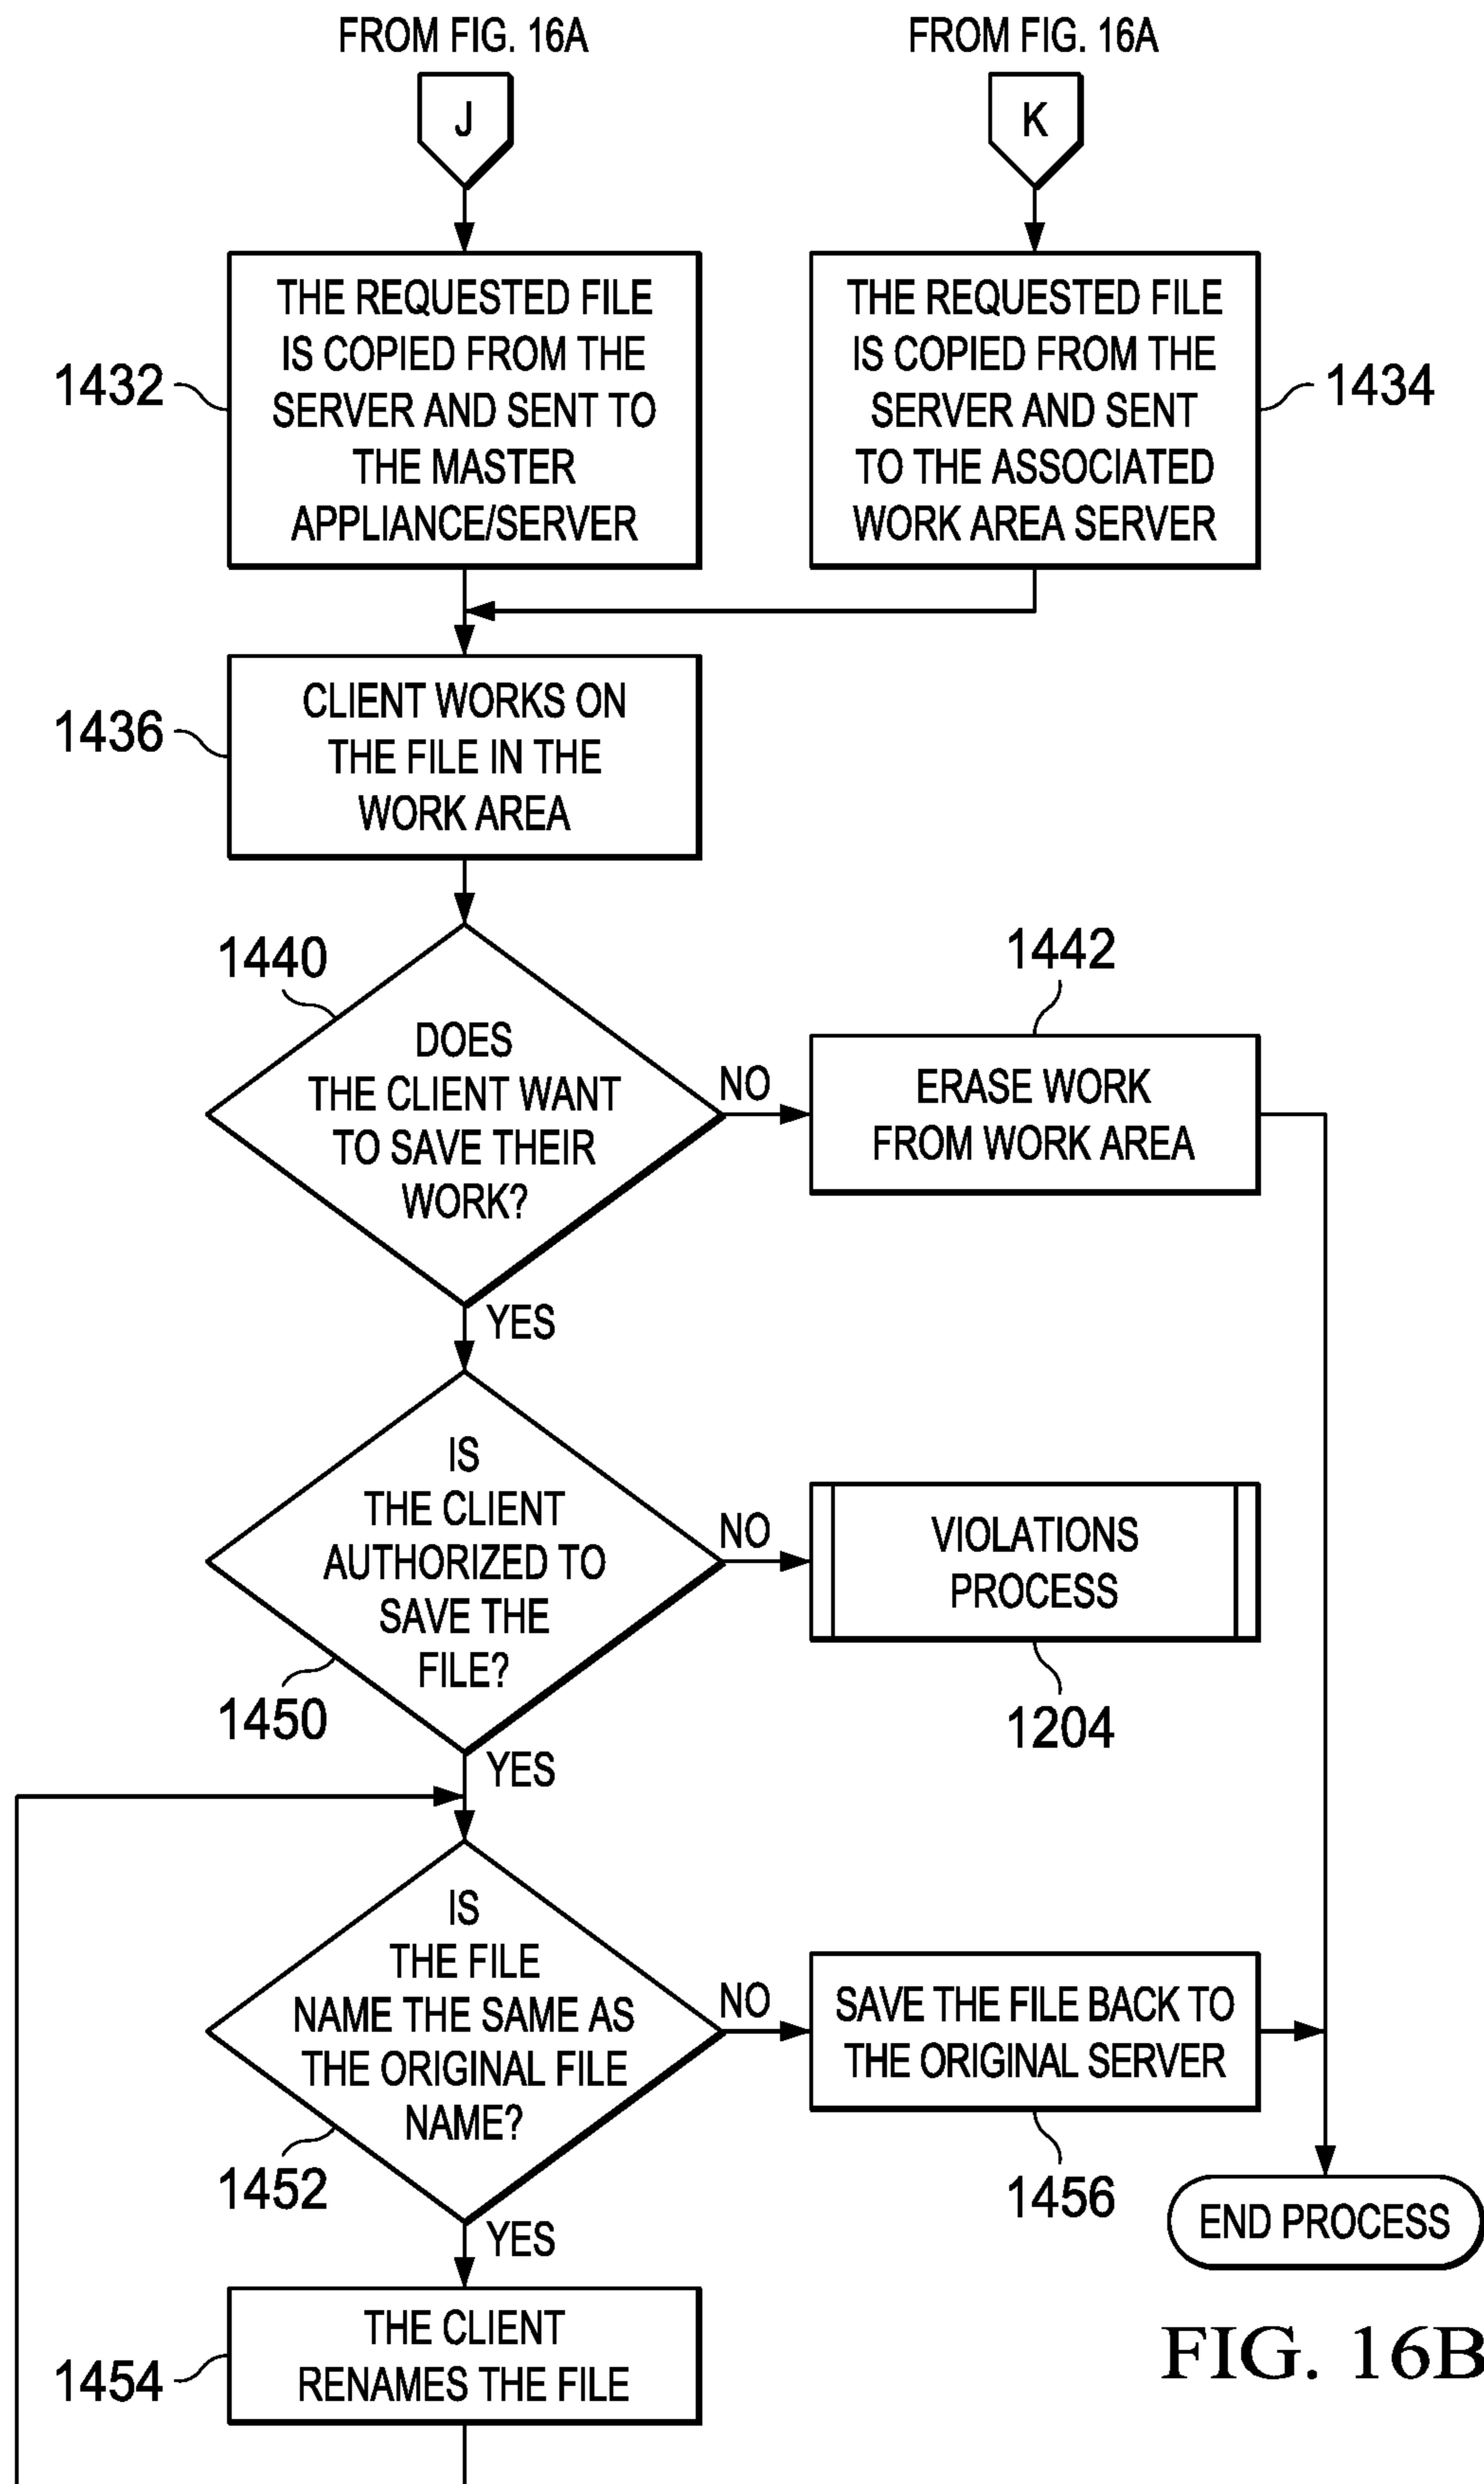 FROM FIG. 16A
FROM FIG. 16A
J
K
THE REQUESTED FILE
IS COPIED FROM THE
SERVER AND SENT TO
THE MASTER
APPLIANCE/SERVER
1432
THE REQUESTED FILE
IS COPIED FROM THE
SERVER AND SENT
TO THE ASSOCIATED
WORK AREA SERVER
1434
CLIENT WORKS ON
THE FILE IN THE
WORK AREA
1436
1440
DOES
THE CLIENT WANT
TO SAVE THEIR
WORK?
NO
1442
ERASE WORK
FROM WORK AREA
YES
IS
THE CLIENT
AUTHORIZED TO
SAVE THE
FILE?
1450
NO
VIOLATIONS
PROCESS
1204
YES
IS
THE FILE
NAME THE SAME AS
THE ORIGINAL FILE
NAME?
1452
NO
SAVE THE FILE BACK TO
THE ORIGINAL SERVER
1456
END PROCESS
YES
THE CLIENT
RENAMES THE FILE
1454
FIG. 16B